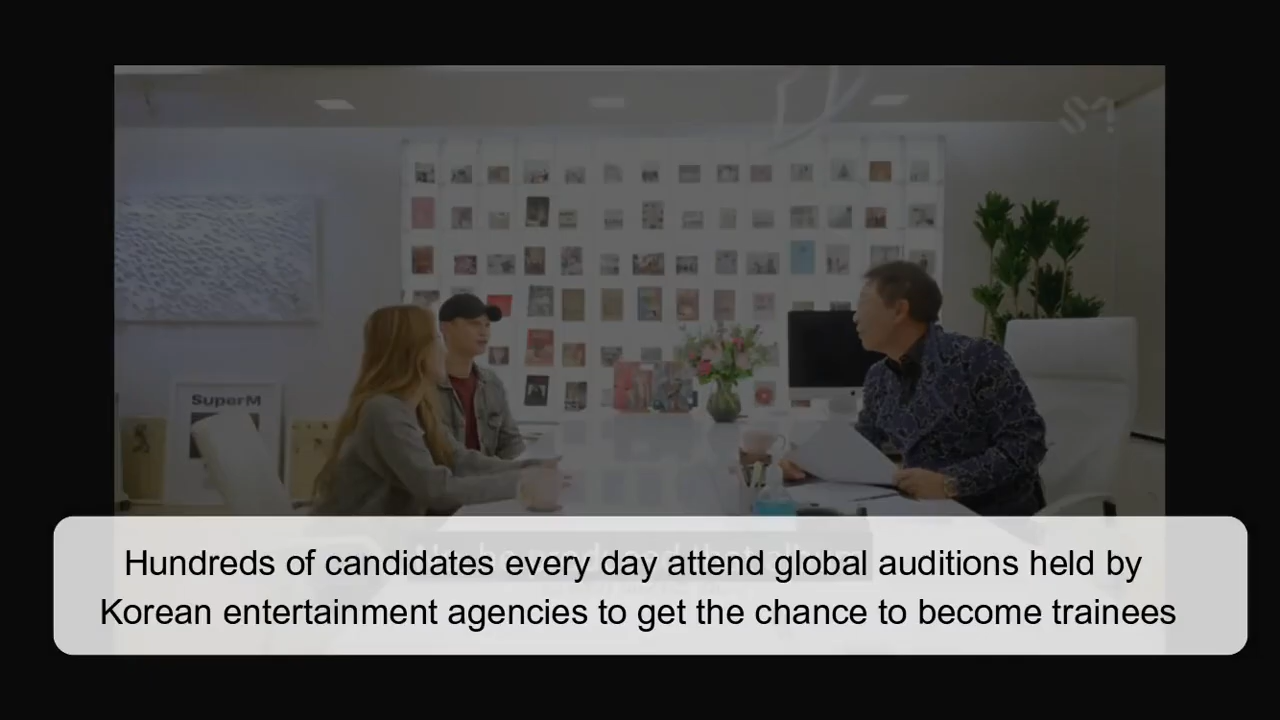 SM
SuperM
Hundreds of candidates every day attend global auditions held by
Korean entertainment agencies to get the chance to become trainees